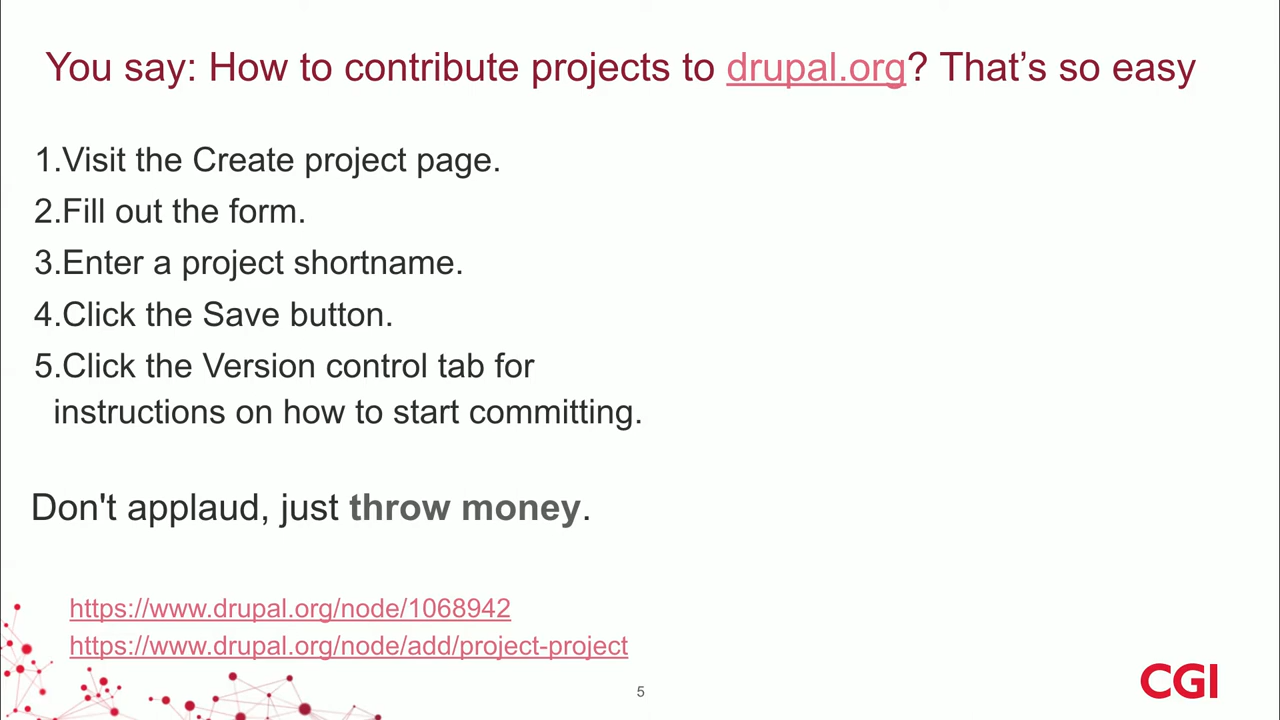 You say: How to contribute projects to drupal.org? That’s so easy
1.Visit the Create project page.
2.Fill out the form.
3.Enter a project shortname.
4.Click the Save button.
5.Click the Version control tab for
instructions on how to start committing.
Don't applaud, just throw money.
https://www.drupal.org/node/1068942
https://www.drupal.org/node/add/project-project
5
CGI